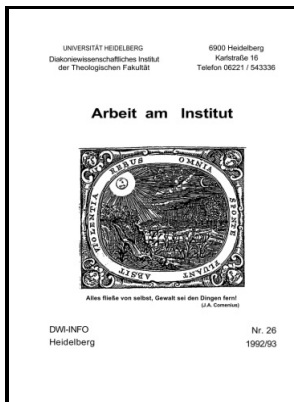 UNIVERSITÄT HEIDELBERG
Diakoniewissenschaftliches Institut
der Theologischen Fakultät
6900 Heidelberg
Karlstraße 16
Telefon 06221 / 543336
Arbeit am Institut
OMNIA SPONTE FLUANT ABSIT VIOLENTIA REBUS
Alles fließe von selbst, Gewalt sei den Dingen fern!
(J.A. Comenius)
DWI-INFO
Heidelberg
Nr. 26
1992/93